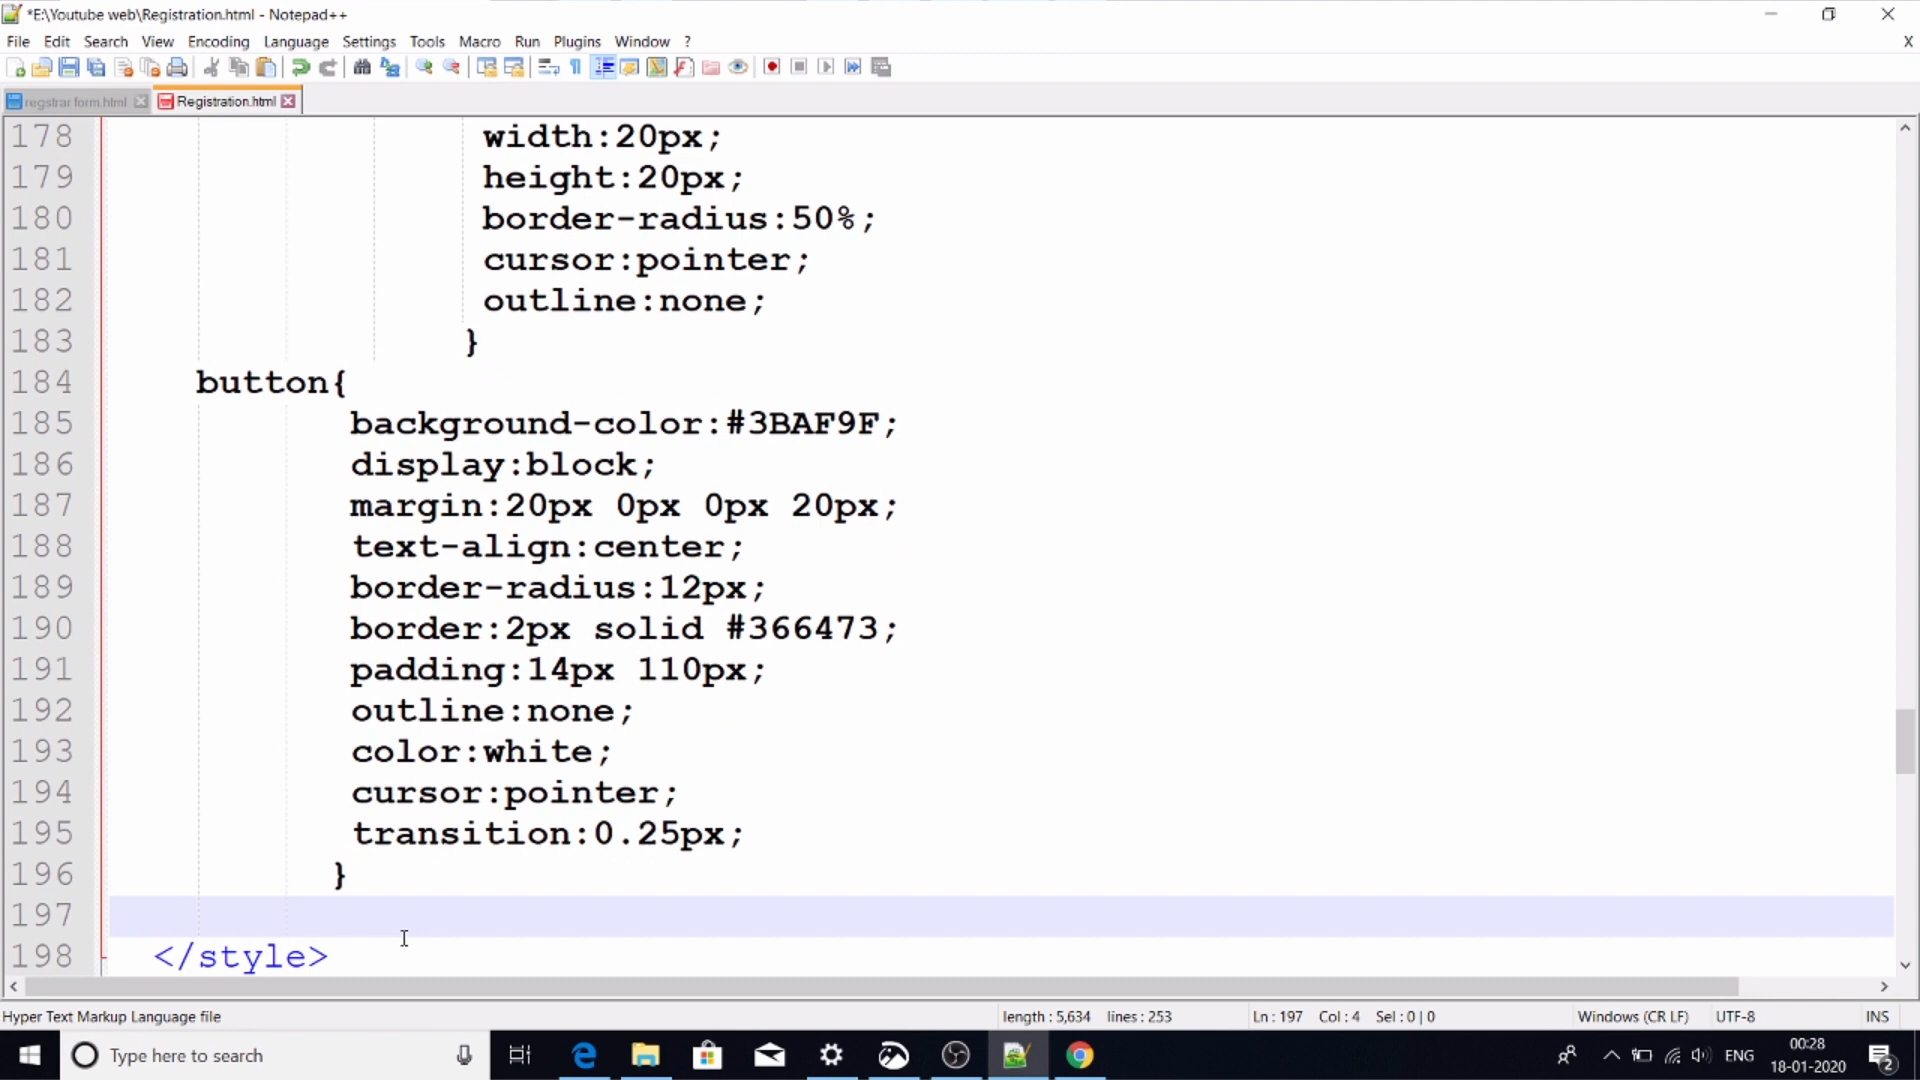 *E:\Youtube web\Registration.html - Notepad++
File Edit Search View Encoding Language Settings Tools Macro Run Plugins Window ? X
registrar form.html Registration.html
178 width:20px;
179 height:20px;
180 border-radius:50%;
181 cursor:pointer;
182 outline:none;
183 }
184 button{
185 background-color:#3BAF9F;
186 display:block;
187 margin:20px 0px 0px 20px;
188 text-align:center;
189 border-radius:12px;
190 border:2px solid #366473;
191 padding:14px 110px;
192 outline:none;
193 color:white;
194 cursor:pointer;
195 transition:0.25px;
196 }
197
198 </style>
Hyper Text Markup Language file length : 5,634 lines : 253 Ln : 197 Col : 4 Sel : 0 | 0 Windows (CR LF) UTF-8 INS
Type here to search ENG 00:28
18-01-2020 2